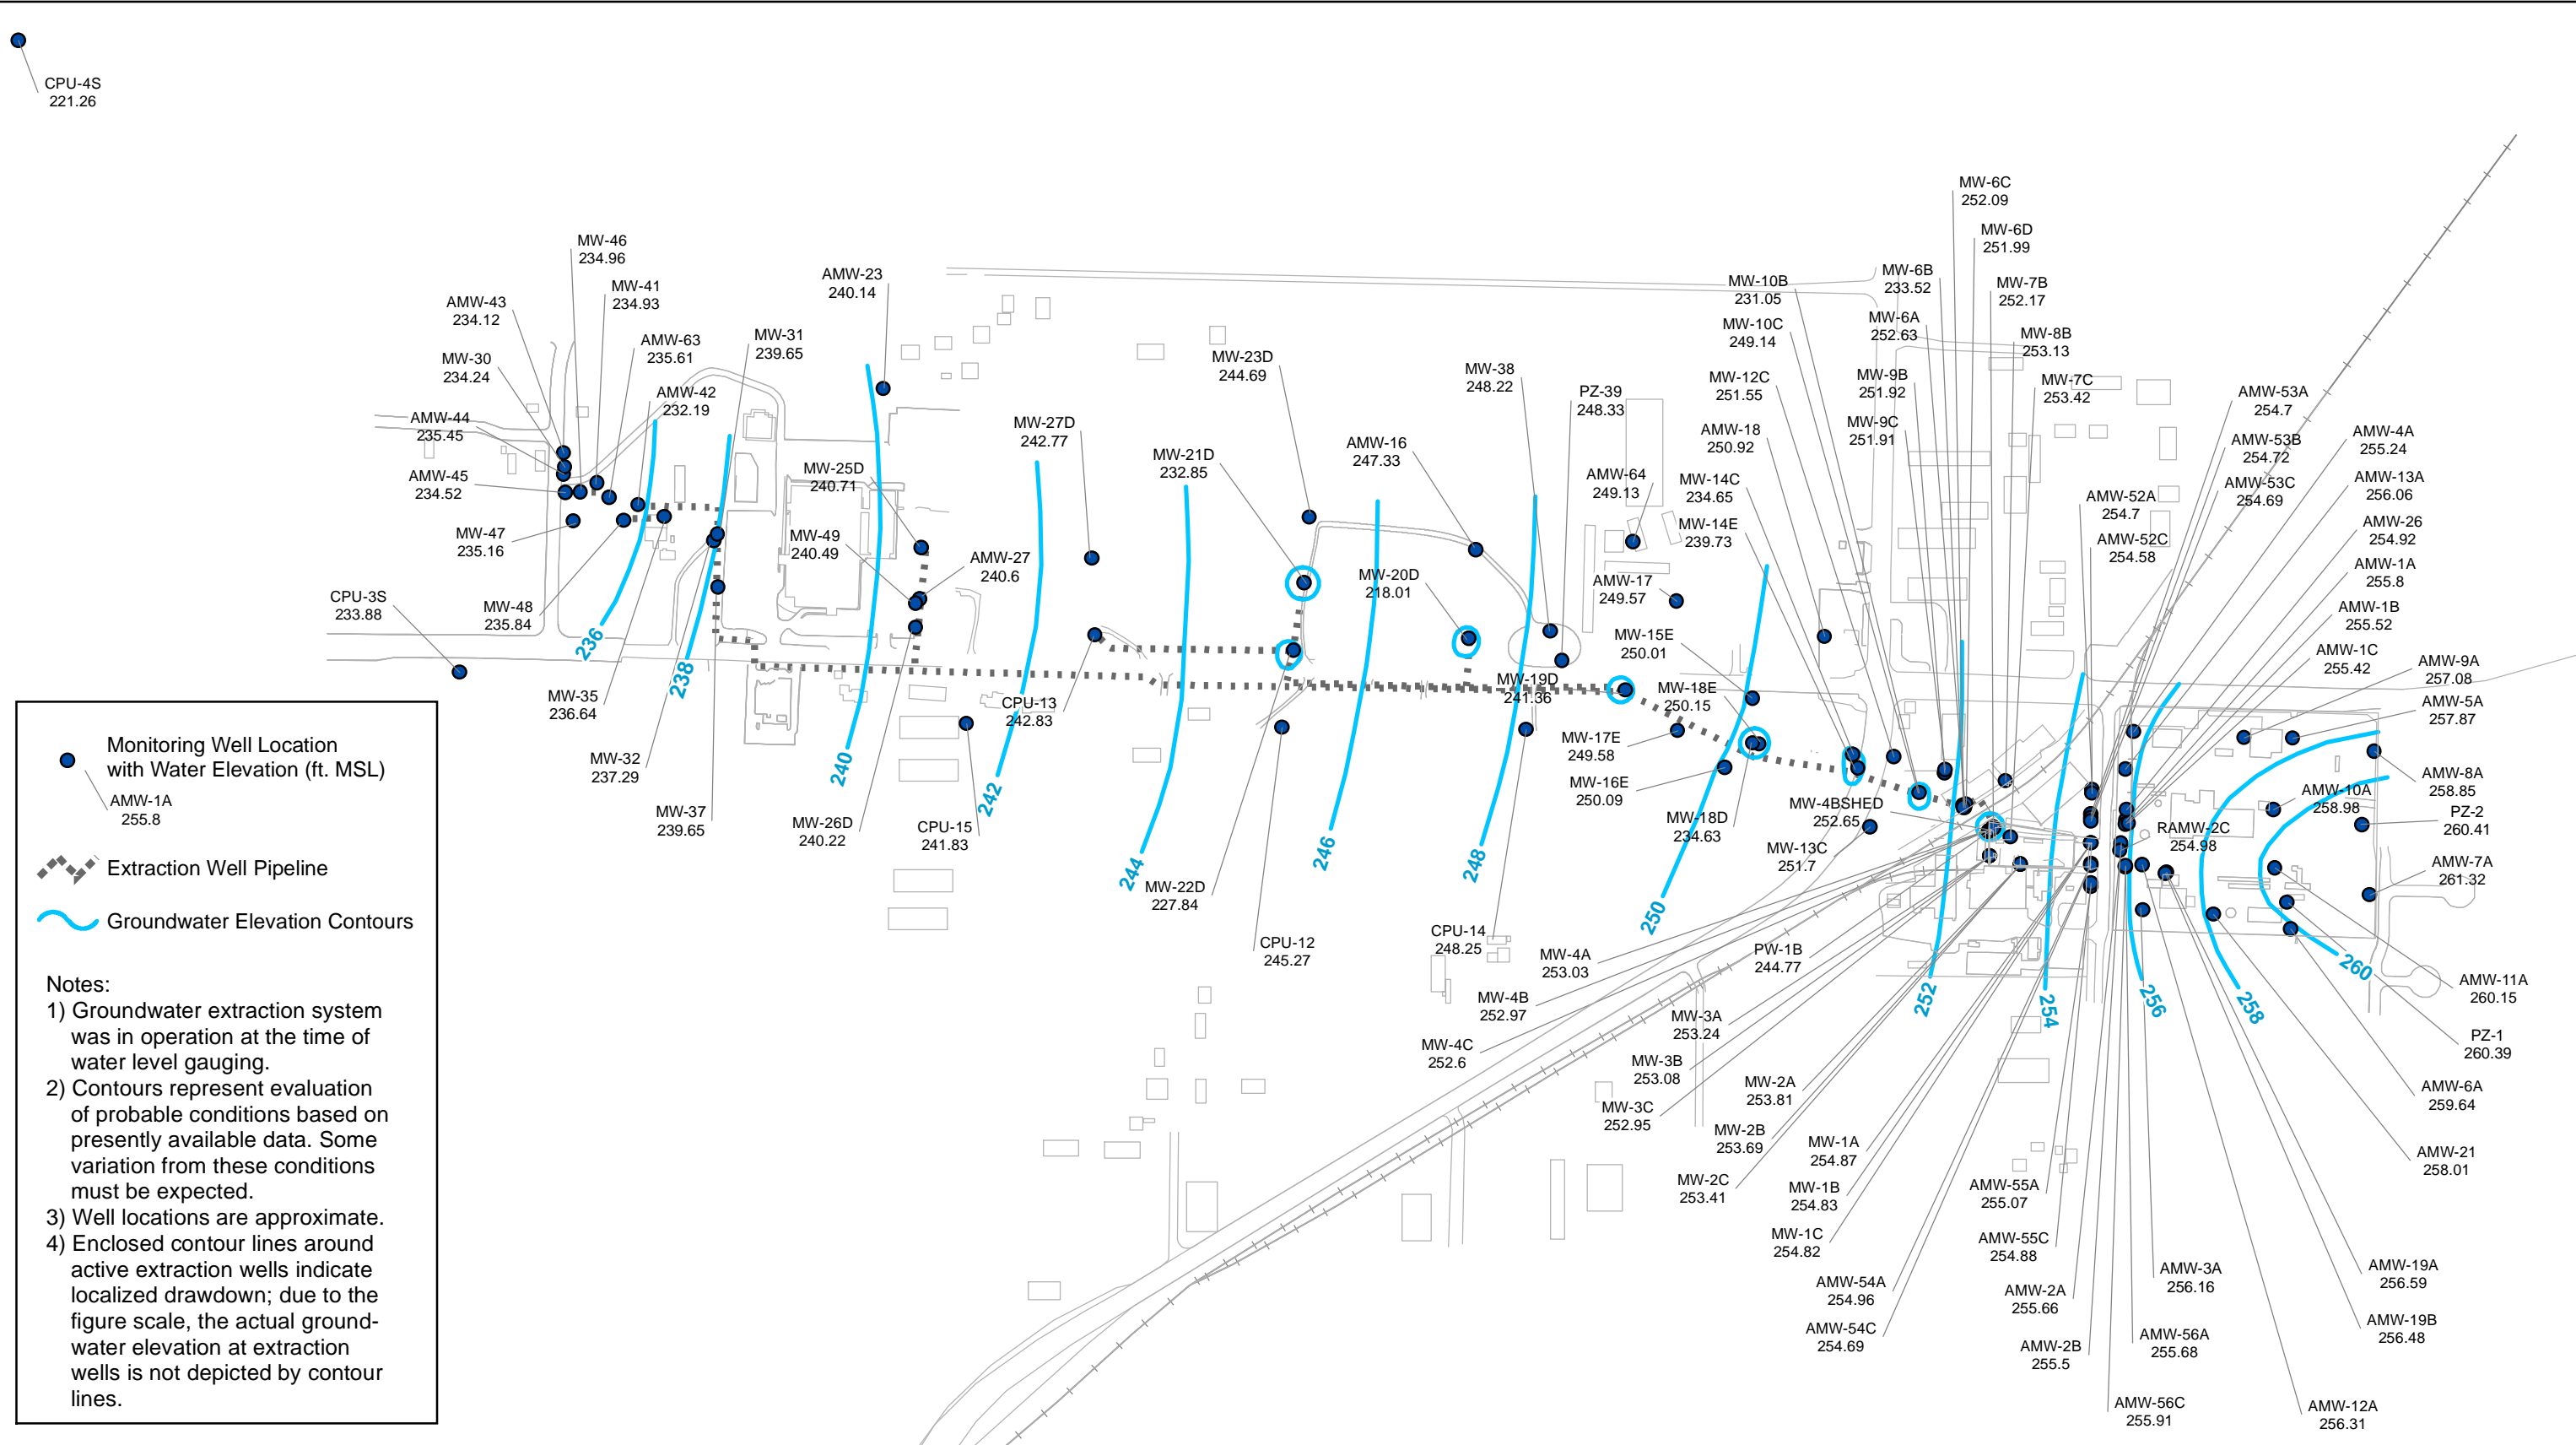 CPU-4S
221.26
MW-6C
252.09
MW-6D
251.99
MW-46
234.96
MW-41
234.93
AMW-43
234.12
AMW-63
235.61
MW-31
239.65
MW-30
234.24
AMW-42
232.19
AMW-44
235.45
AMW-45
234.52
MW-47
235.16
CPU-3S
233.88
MW-48
235.84
236
238
MW-35
236.64
MW-32
237.29
MW-37
239.65
AMW-23
240.14
MW-25D
240.71
MW-49
240.49
AMW-27
240.6
240
MW-26D
240.22
CPU-15
241.83
242
CPU-13
242.83
MW-27D
242.77
MW-23D
244.69
MW-21D
232.85
244
MW-22D
227.84
CPU-12
245.27
AMW-16
247.33
MW-20D
218.01
246
MW-38
248.22
PZ-39
248.33
248
MW-19D
241.36
CPU-14
248.25
AMW-64
249.13
AMW-17
249.57
MW-15E
250.01
MW-18E
250.15
MW-17E
249.58
MW-16E
250.09
MW-18D
234.63
250
MW-10B
231.05
MW-10C
249.14
MW-12C
251.55
AMW-18
250.92
MW-14C
234.65
MW-14E
239.73
MW-6B
233.52
MW-6A
252.63
MW-9B
251.92
MW-9C
251.91
MW-7B
252.17
MW-8B
253.13
MW-7C
253.42
MW-4BSHED
252.65
MW-13C
251.7
AMW-53A
254.7
AMW-53B
254.72
AMW-53C
254.69
AMW-52A
254.7
AMW-52C
254.58
AMW-4A
255.24
AMW-13A
256.06
AMW-26
254.92
AMW-1A
255.8
AMW-1B
255.52
AMW-1C
255.42
AMW-9A
257.08
AMW-5A
257.87
AMW-8A
258.85
AMW-10A
258.98
PZ-2
260.41
RAMW-2C
254.98
AMW-7A
261.32
252
254
256
258
260
AMW-11A
260.15
PZ-1
260.39
AMW-6A
259.64
AMW-21
258.01
MW-4A
253.03
PW-1B
244.77
MW-4B
252.97
MW-3A
253.24
MW-4C
252.6
MW-3B
253.08
MW-2A
253.81
MW-3C
252.95
MW-2B
253.69
MW-1A
254.87
MW-2C
253.41
MW-1B
254.83
AMW-55A
255.07
MW-1C
254.82
AMW-55C
254.88
AMW-54A
254.96
AMW-2A
255.66
AMW-3A
256.16
AMW-19A
256.59
AMW-54C
254.69
AMW-2B
255.5
AMW-56A
255.68
AMW-19B
256.48
AMW-56C
255.91
AMW-12A
256.31
Monitoring Well Location
with Water Elevation (ft. MSL)
AMW-1A
255.8
Extraction Well Pipeline
Groundwater Elevation Contours
Notes:
1) Groundwater extraction system
was in operation at the time of
water level gauging.
2) Contours represent evaluation
of probable conditions based on
presently available data. Some
variation from these conditions
must be expected.
3) Well locations are approximate.
4) Enclosed contour lines around
active extraction wells indicate
localized drawdown; due to the
figure scale, the actual ground-
water elevation at extraction
wells is not depicted by contour
lines.